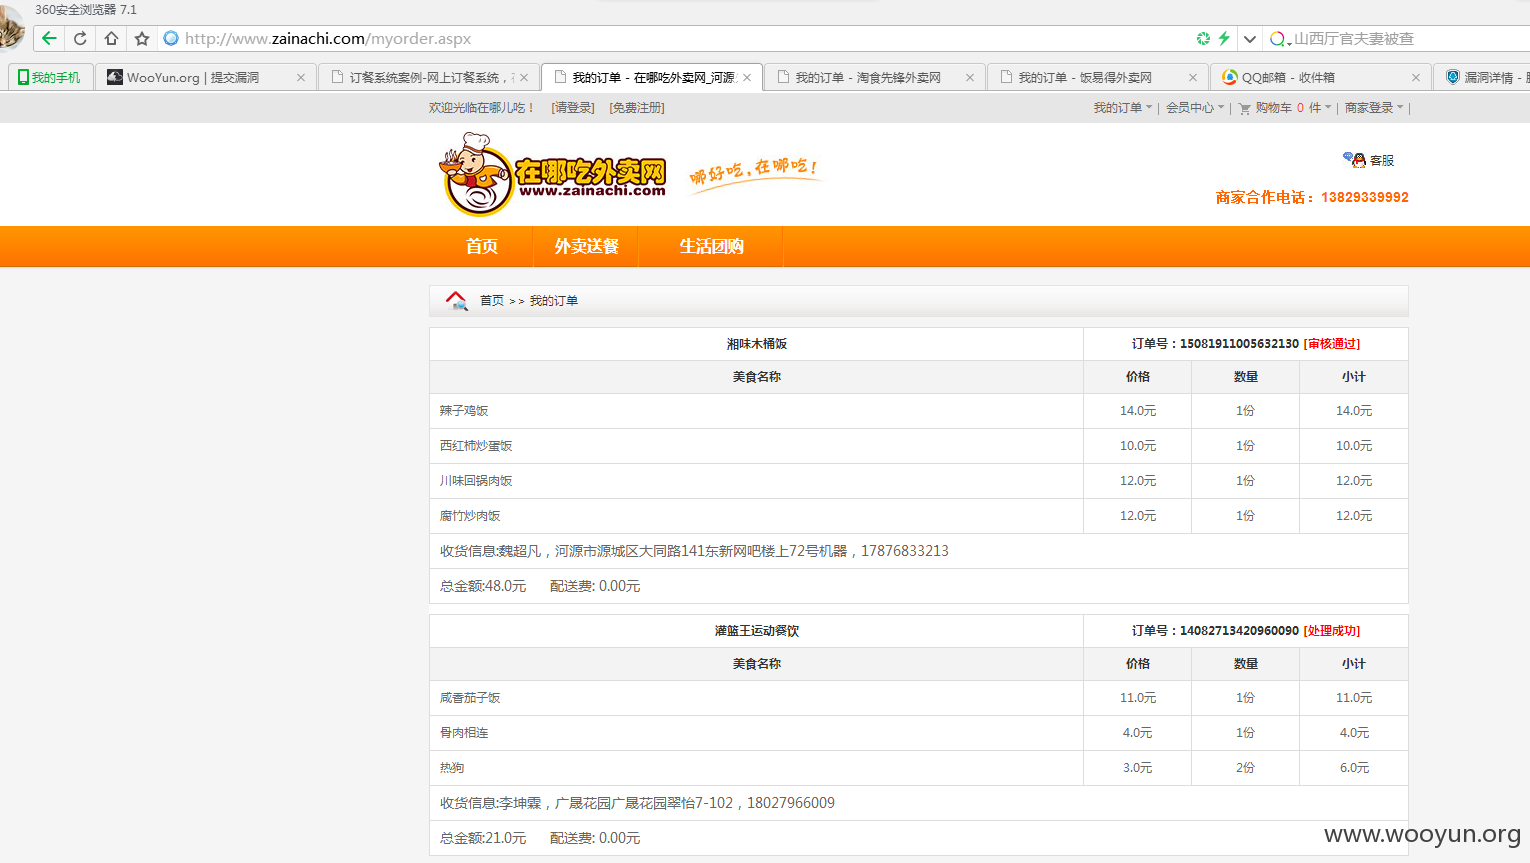 360安全浏览器 7.1
http://www.zainachi.com/myorder.aspx 山西厅官夫妻被查
我的手机 WooYun.org | 提交漏洞 订餐系统案例-网上订餐系统， 我的订单 - 在哪吃外卖网_河源 我的订单 - 淘食先锋外卖网 我的订单 - 饭易得外卖网 QQ邮箱 - 收件箱 漏洞详情 -
欢迎光临在哪儿吃！ [请登录] [免费注册] 我的订单 | 会员中心 | 购物车 0 件 | 商家登录 |
在哪吃外卖网 哪好吃,在哪吃! 客服
www.zainachi.com
商家合作电话：13829339992
首页 外卖送餐 生活团购
首页 >> 我的订单
湘味木桶饭 订单号：15081911005632130 [审核通过]
美食名称 价格 数量 小计
辣子鸡饭 14.0元 1份 14.0元
西红柿炒蛋饭 10.0元 1份 10.0元
川味回锅肉饭 12.0元 1份 12.0元
腐竹炒肉饭 12.0元 1份 12.0元
收货信息:魏超凡，河源市源城区大同路141东新网吧楼上72号机器，17876833213
总金额:48.0元 配送费: 0.00元
灌篮王运动餐饮 订单号：14082713420960090 [处理成功]
美食名称 价格 数量 小计
咸香茄子饭 11.0元 1份 11.0元
骨肉相连 4.0元 1份 4.0元
热狗 3.0元 2份 6.0元
收货信息:李坤霖，广晟花园广晟花园翠怡7-102，18027966009
总金额:21.0元 配送费: 0.00元
www.wooyun.org